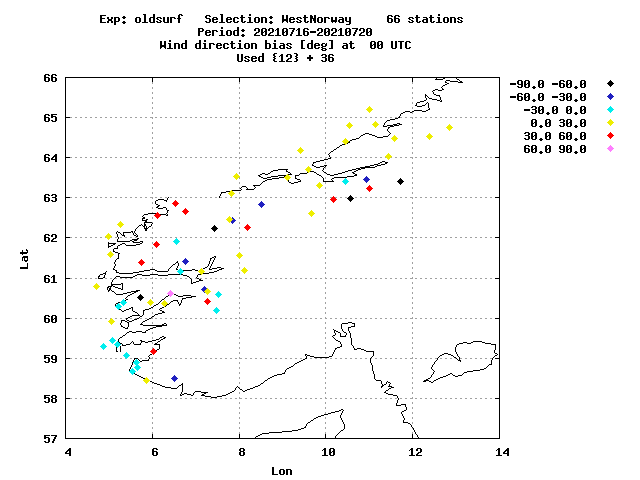 Exp: oldsurf Selection: WestNorway 66 stations
Period: 20210716-20210720
Wind direction bias [deg] at 00 UTC
Used {12} + 36
-90.0 -60.0
-60.0 -30.0
-30.0 0.0
0.0 30.0
30.0 60.0
60.0 90.0
66
65
64
63
62
61
60
59
58
57
Lat
4 6 8 10 12 14
Lon